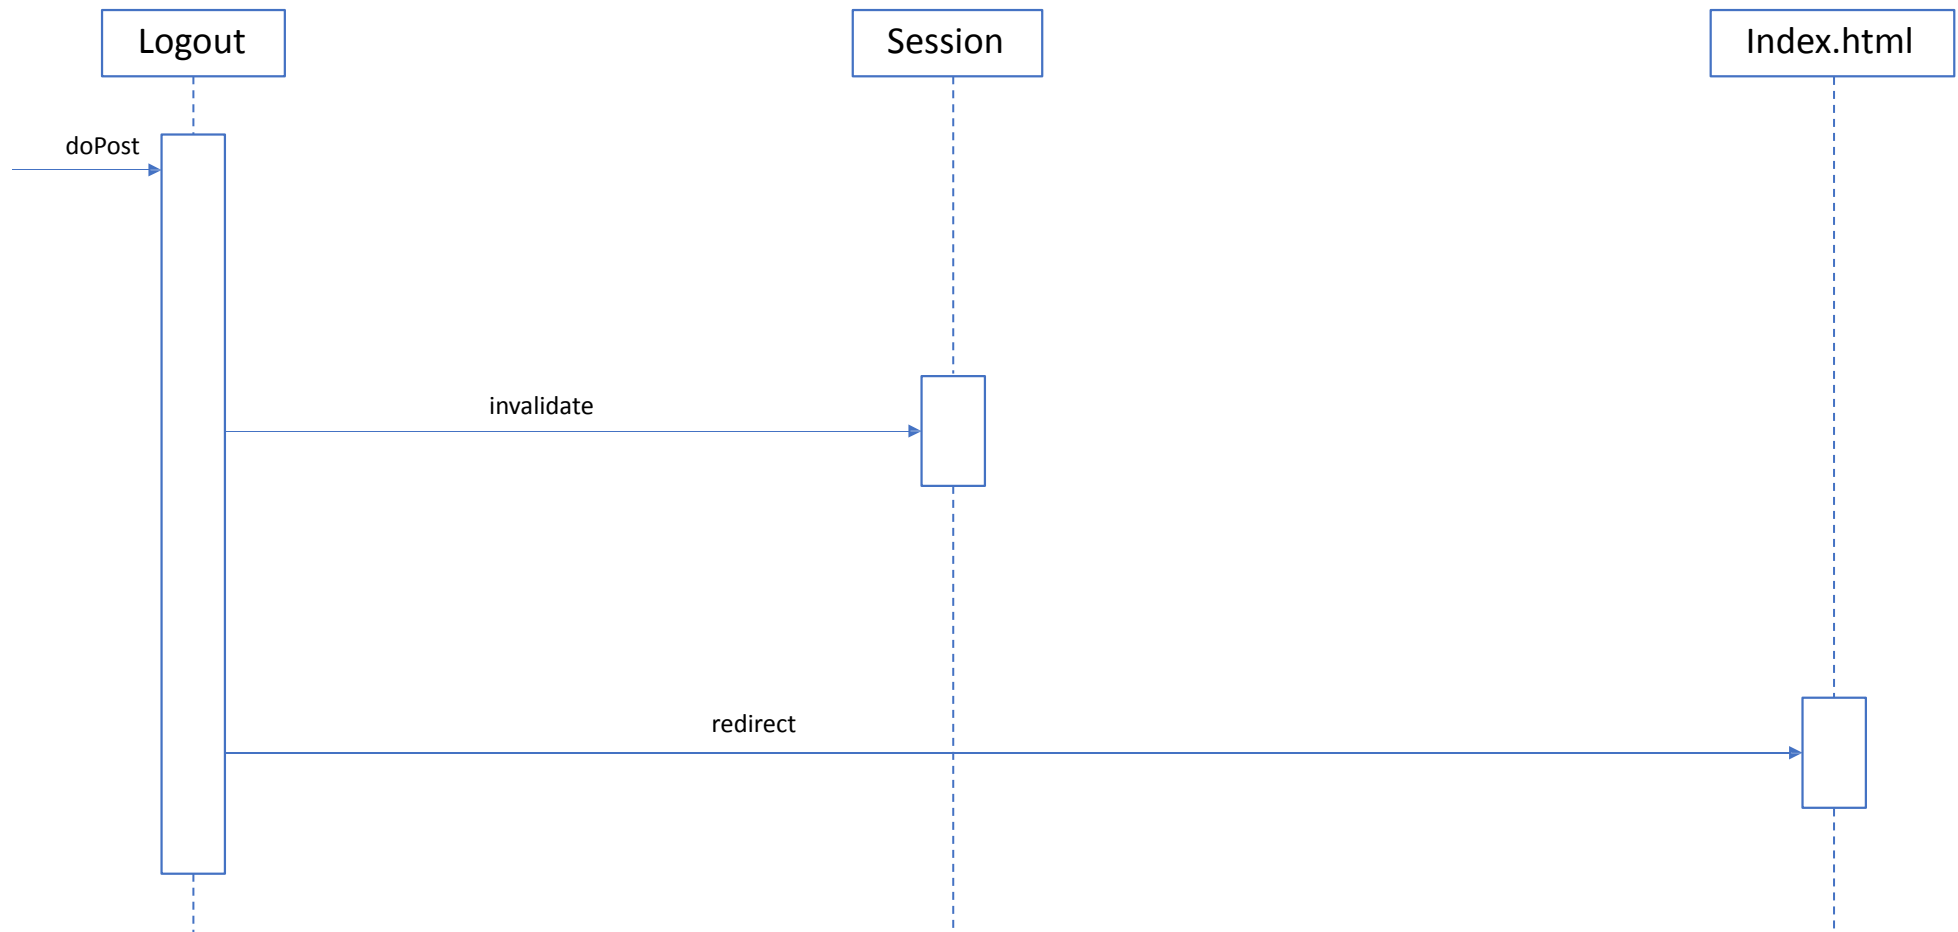 Logout
Session
Index.html
doPost
invalidate
redirect